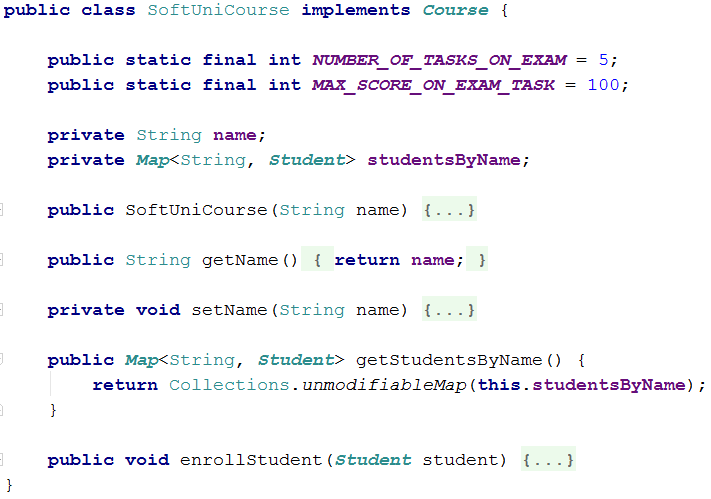 public class SoftUniCourse implements Course {
public static final int NUMBER_OF_TASKS_ON_EXAM = 5;
public static final int MAX_SCORE_ON_EXAM_TASK = 100;
private String name;
private Map<String, Student> studentsByName;
public SoftUniCourse(String name) {...}
public String getName() { return name; }
private void setName(String name) {...}
public Map<String, Student> getStudentsByName() {
return Collections.unmodifiableMap(this.studentsByName);
}
public void enrollStudent(Student student) {...}
}